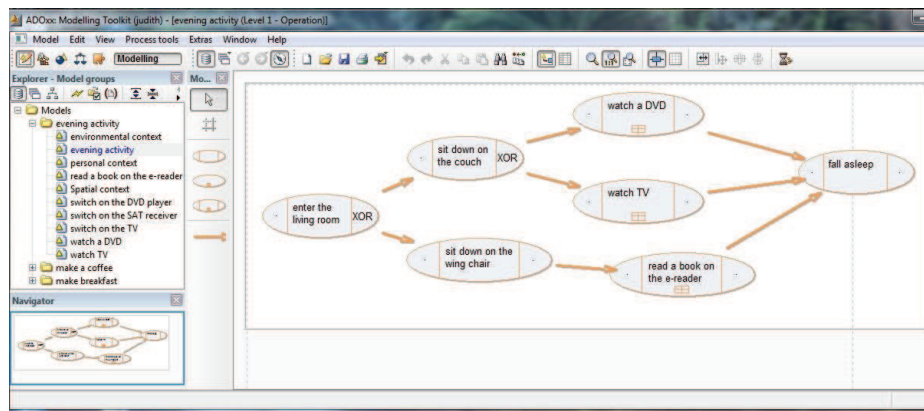 ADOxx: Modelling Toolkit (judith) - [evening activity (Level 1 - Operation)]
Model Edit View Process tools Extras Window Help
Modelling
Explorer - Model groups
Mo...
Models
evening activity
environmental context
evening activity
personal context
read a book on the e-reader
Spatial context
switch on the DVD player
switch on the SAT receiver
switch on the TV
watch a DVD
watch TV
make a coffee
make breakfast
Navigator
enter the
living room
XOR
sit down on
the couch
XOR
sit down on the
wing chair
watch a DVD
watch TV
read a book on
the e-reader
fall asleep